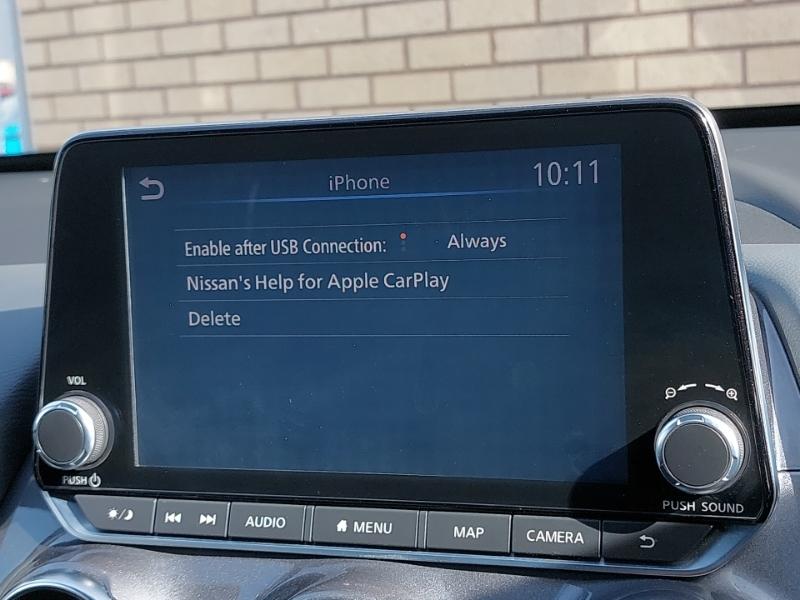 iPhone
10:11
Enable after USB Connection:
Always
Nissan's Help for Apple CarPlay
Delete
VOL
PUSH
PUSH SOUND
AUDIO
MENU
MAP
CAMERA